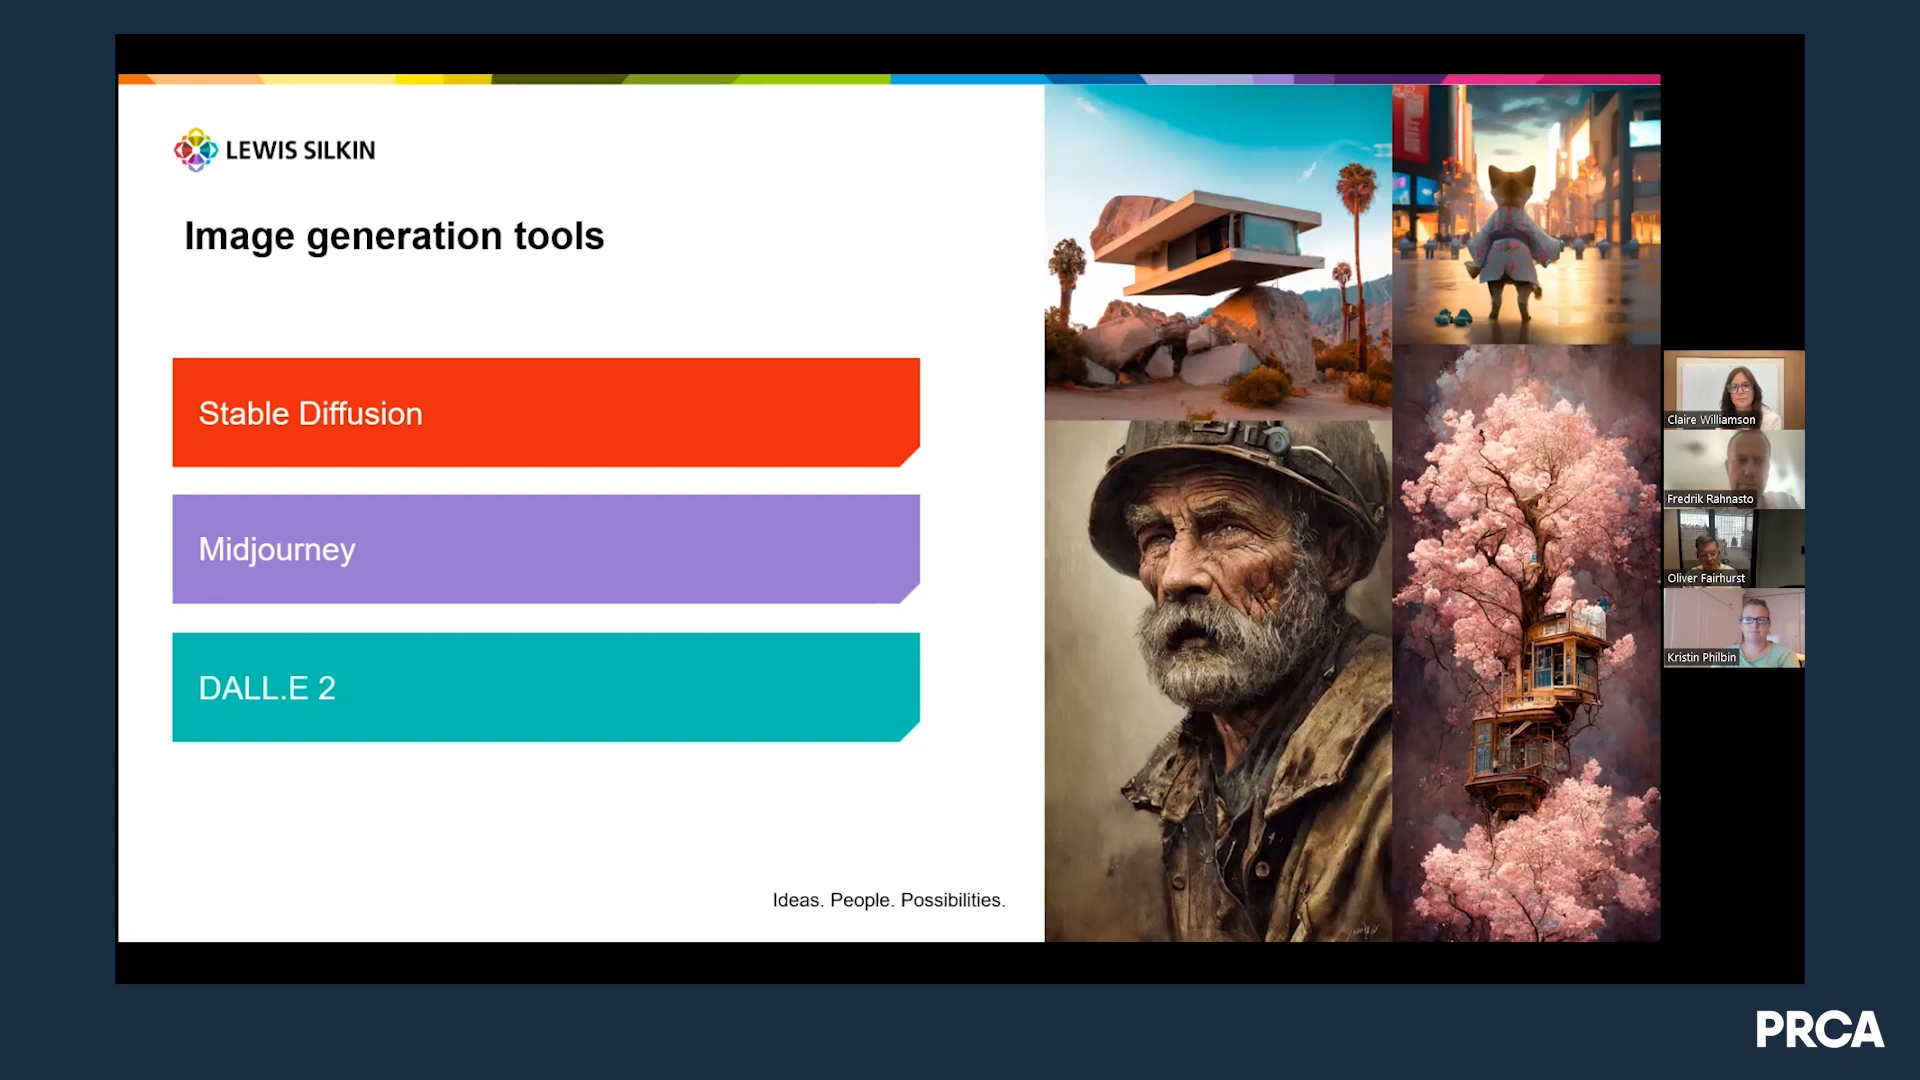 LEWIS SILKIN
Image generation tools
Stable Diffusion
Midjourney
DALL.E 2
Ideas. People. Possibilities.
Claire Williamson
Fredrik Rahnasto
Oliver Fairhurst
Kristin Philbin
PRCA